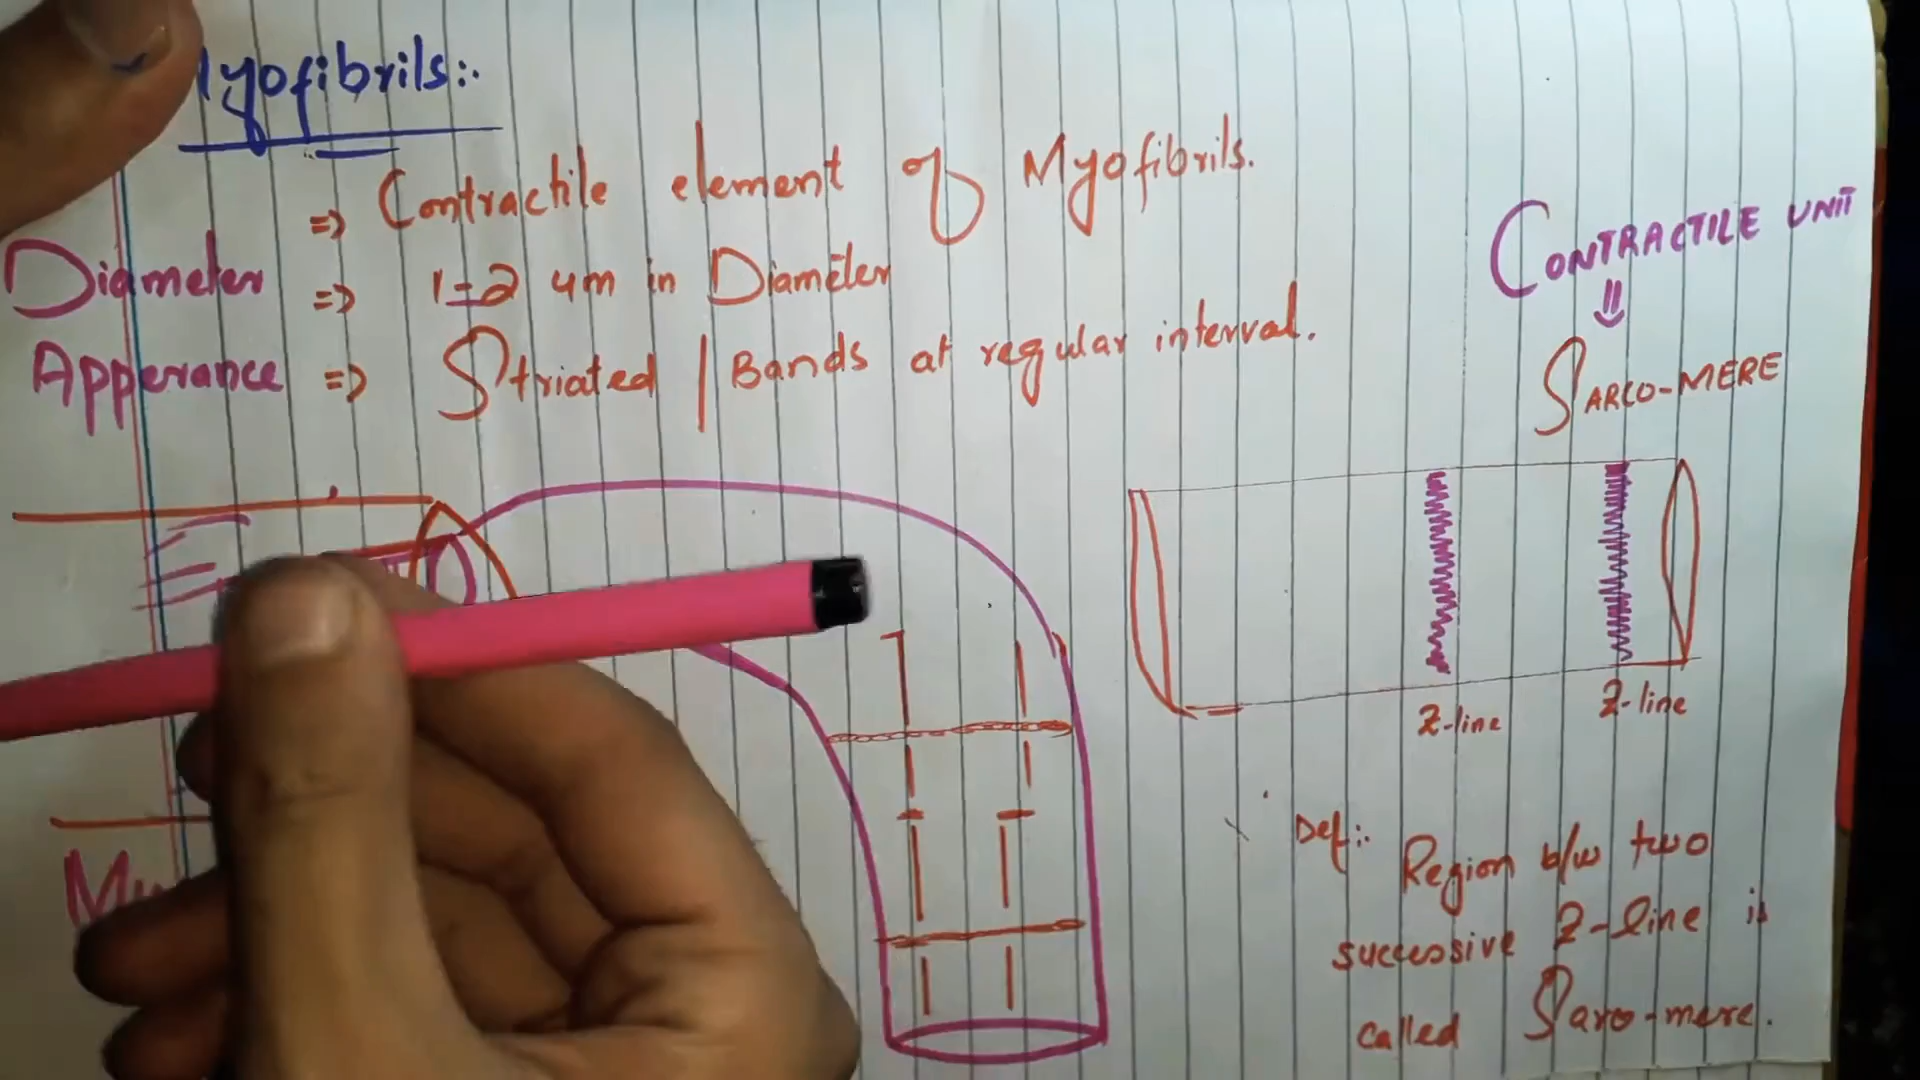 Myofibrils:.
=> Contractile element of Myofibrils.
Diameter => 1-2 um in Diameter
Apperance => Striated / Bands at regular interval.
CONTRACTILE UNIT
SARCO-MERE
Z-line
Z-line
Def:.
Region b/w two
successive Z-line is
called Sarco-mere.